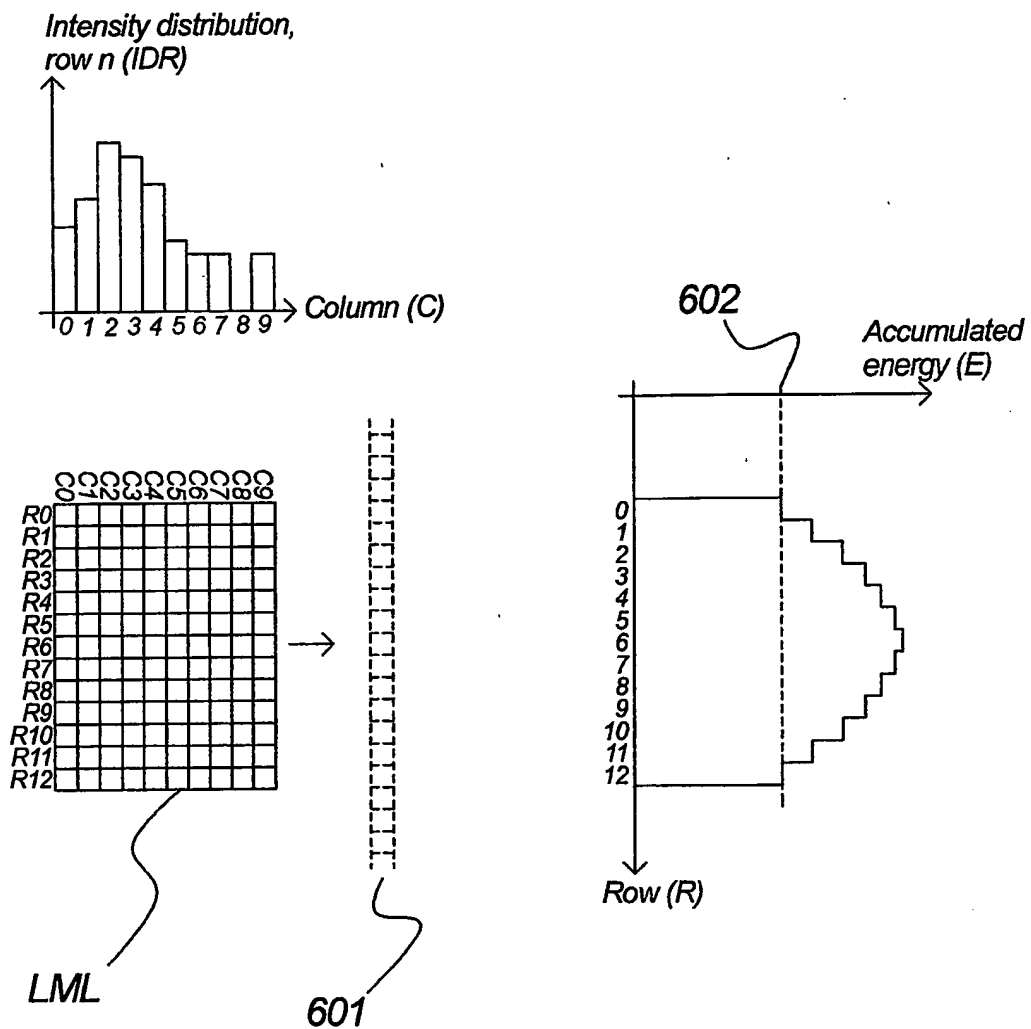 Intensity distribution,
row n (IDR)
Column (C)
0 1 2 3 4 5 6 7 8 9
602
Accumulated
energy (E)
C0 C1 C2 C3 C4 C5 C6 C7 C8 C9
R0
R1
R2
R3
R4
R5
R6
R7
R8
R9
R10
R11
R12
0
1
2
3
4
5
6
7
8
9
10
11
12
Row (R)
LML
601